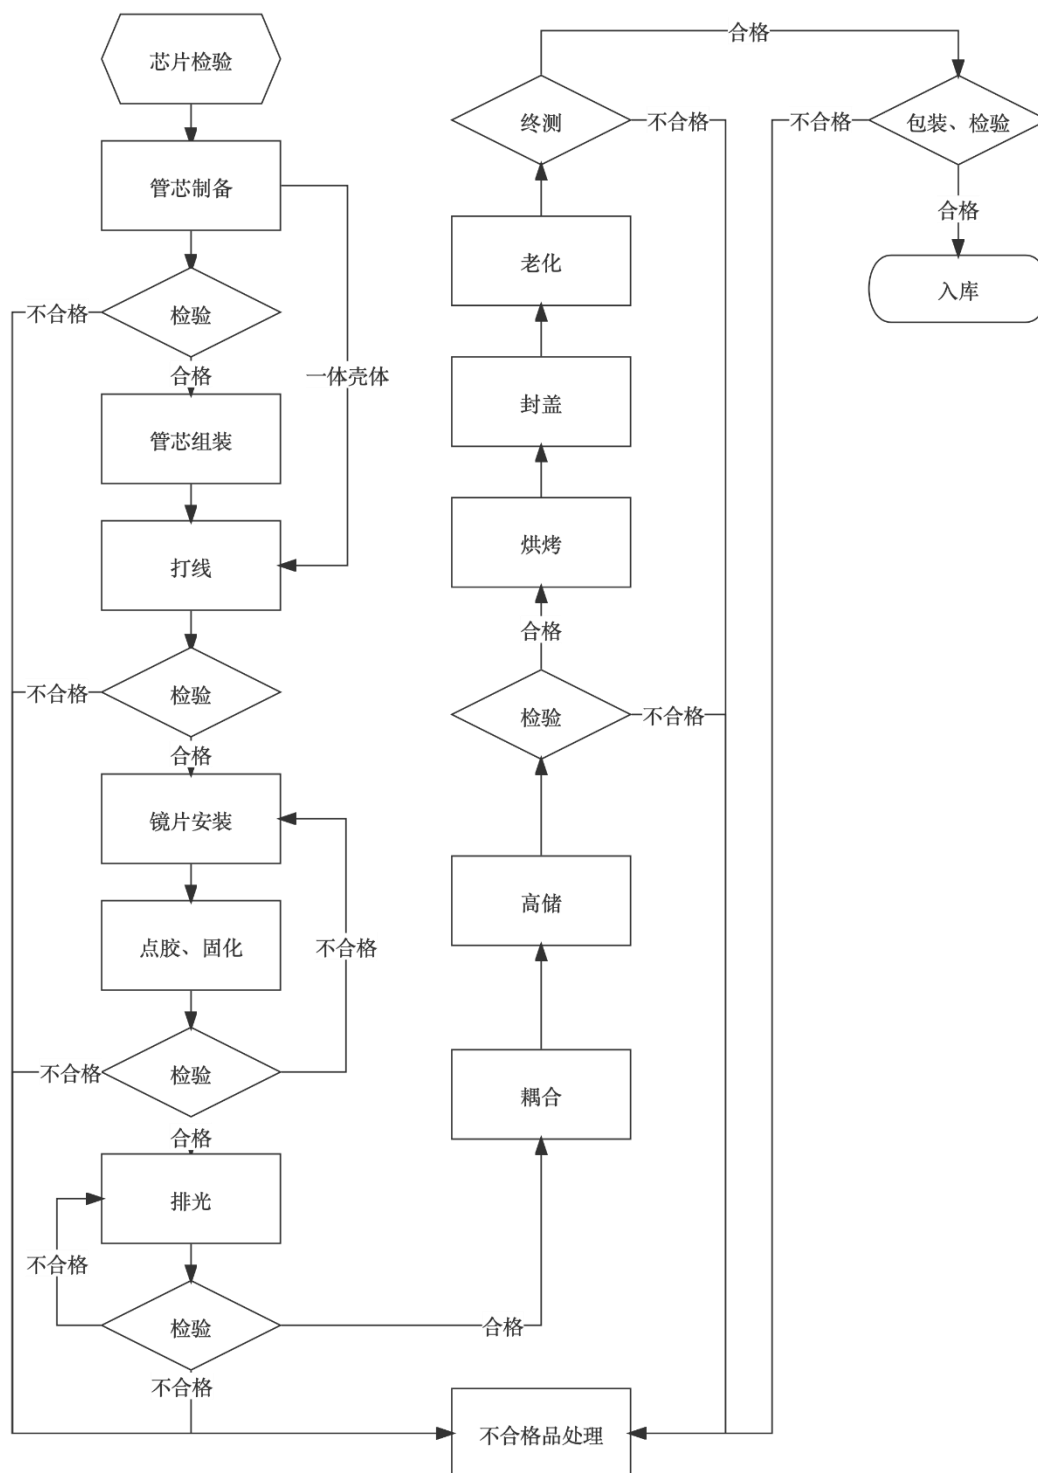 芯片检验
管芯制备
检验
不合格
合格
一体壳体
管芯组装
打线
检验
不合格
合格
镜片安装
点胶、固化
不合格
检验
不合格
合格
排光
不合格
检验
合格
不合格
不合格品处理
耦合
高储
检验
不合格
合格
烘烤
封盖
老化
终测
不合格
合格
包装、检验
不合格
合格
入库